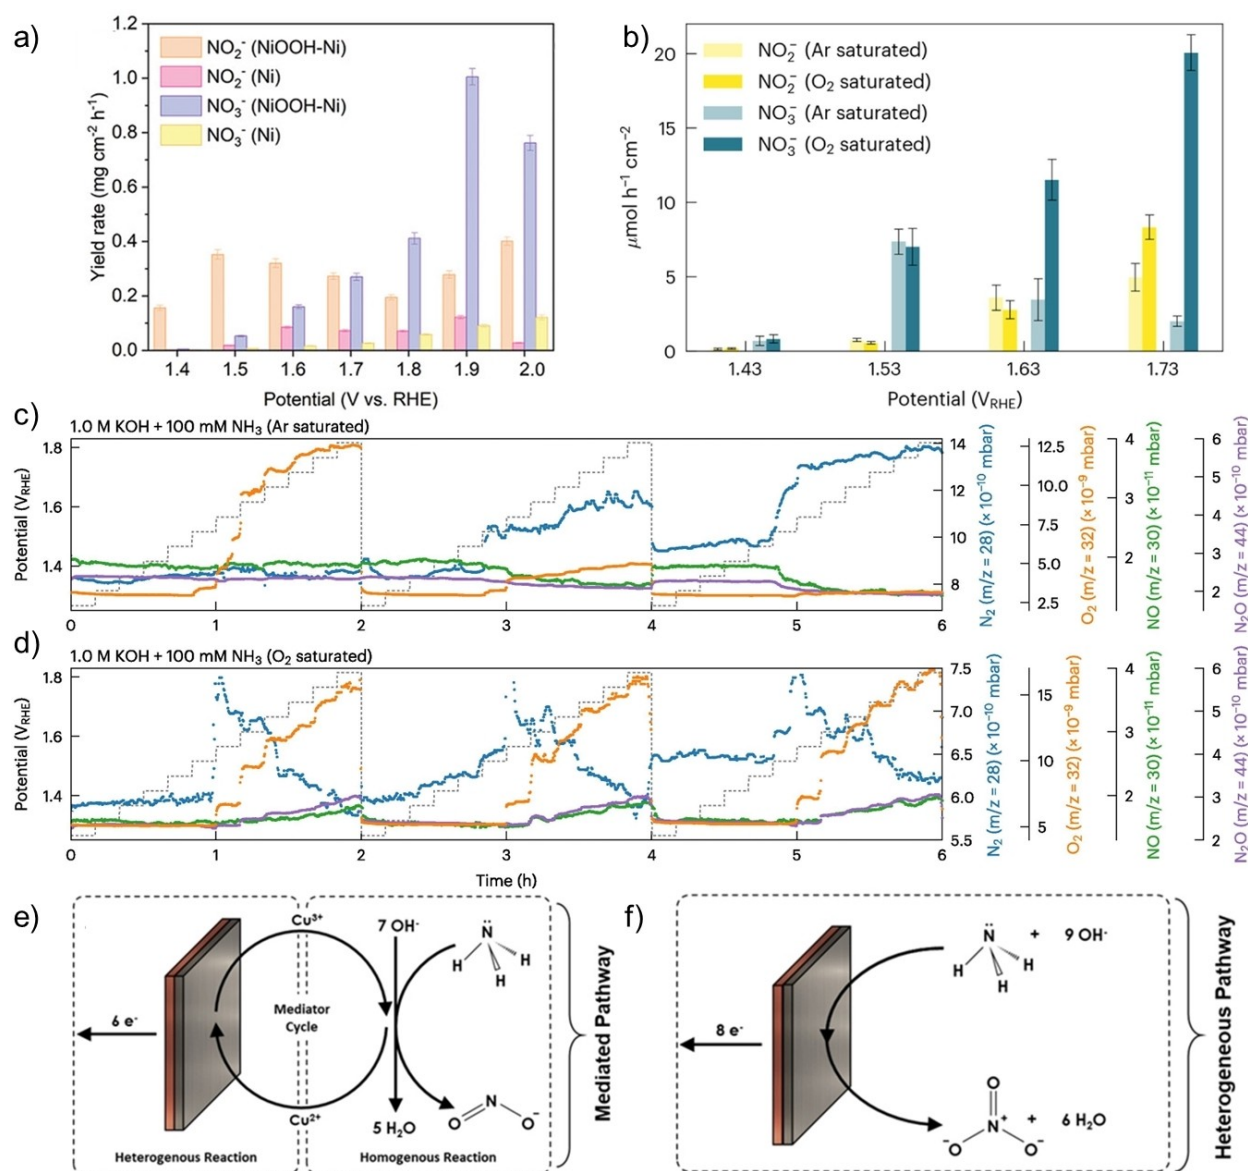 a)
1.2
1.0
0.8
0.6
0.4
0.2
0.0
Yield rate (mg cm⁻² h⁻¹)
NO₂⁻ (NiOOH-Ni)
NO₂⁻ (Ni)
NO₃⁻ (NiOOH-Ni)
NO₃⁻ (Ni)
1.4 1.5 1.6 1.7 1.8 1.9 2.0
Potential (V vs. RHE)
b)
20
15
10
5
0
μmol h⁻¹ cm⁻²
NO₂⁻ (Ar saturated)
NO₂⁻ (O₂ saturated)
NO₃⁻ (Ar saturated)
NO₃⁻ (O₂ saturated)
1.43 1.53 1.63 1.73
Potential (V_RHE)
c)
1.0 M KOH + 100 mM NH₃ (Ar saturated)
1.8
1.6
1.4
Potential (V_RHE)
0 1 2 3 4 5 6
14
12
10
8
N₂ (m/z = 28) (× 10⁻¹⁰ mbar)
12.5
10.0
7.5
5.0
2.5
O₂ (m/z = 32) (× 10⁻⁹ mbar)
4
3
2
NO (m/z = 30) (× 10⁻¹¹ mbar)
6
5
4
3
2
N₂O (m/z = 44) (× 10⁻¹⁰ mbar)
d)
1.0 M KOH + 100 mM NH₃ (O₂ saturated)
1.8
1.6
1.4
Potential (V_RHE)
0 1 2 3 4 5 6
Time (h)
7.5
7.0
6.5
6.0
5.5
N₂ (m/z = 28) (× 10⁻¹⁰ mbar)
15
10
5
O₂ (m/z = 32) (× 10⁻⁹ mbar)
4
3
2
NO (m/z = 30) (× 10⁻¹¹ mbar)
6
5
4
3
2
N₂O (m/z = 44) (× 10⁻¹⁰ mbar)
e)
Cu³⁺
7 OH⁻
N̈
H H H
6 e⁻
Mediator
Cycle
Cu²⁺
5 H₂O
O N O⁻
Heterogenous Reaction
Homogenous Reaction
Mediated Pathway
f)
N̈ + 9 OH⁻
H H H
8 e⁻
O
N⁺ + 6 H₂O
⁻O O⁻
Heterogeneous Pathway